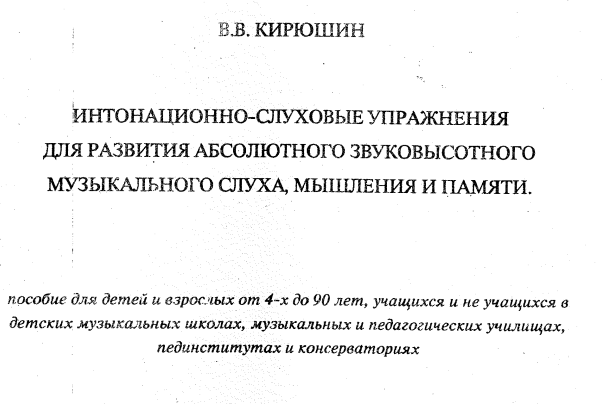 В.В. КИРЮШИН
ИНТОНАЦИОННО-СЛУХОВЫЕ УПРАЖНЕНИЯ
ДЛЯ РАЗВИТИЯ АБСОЛЮТНОГО ЗВУКОВЫСОТНОГО
МУЗЫКАЛЬНОГО СЛУХА, МЫШЛЕНИЯ И ПАМЯТИ.
пособие для детей и взрослых от 4-х до 90 лет, учащихся и не учащихся в
детских музыкальных школах, музыкальных и педагогических училищах,
пединститутах и консерваториях